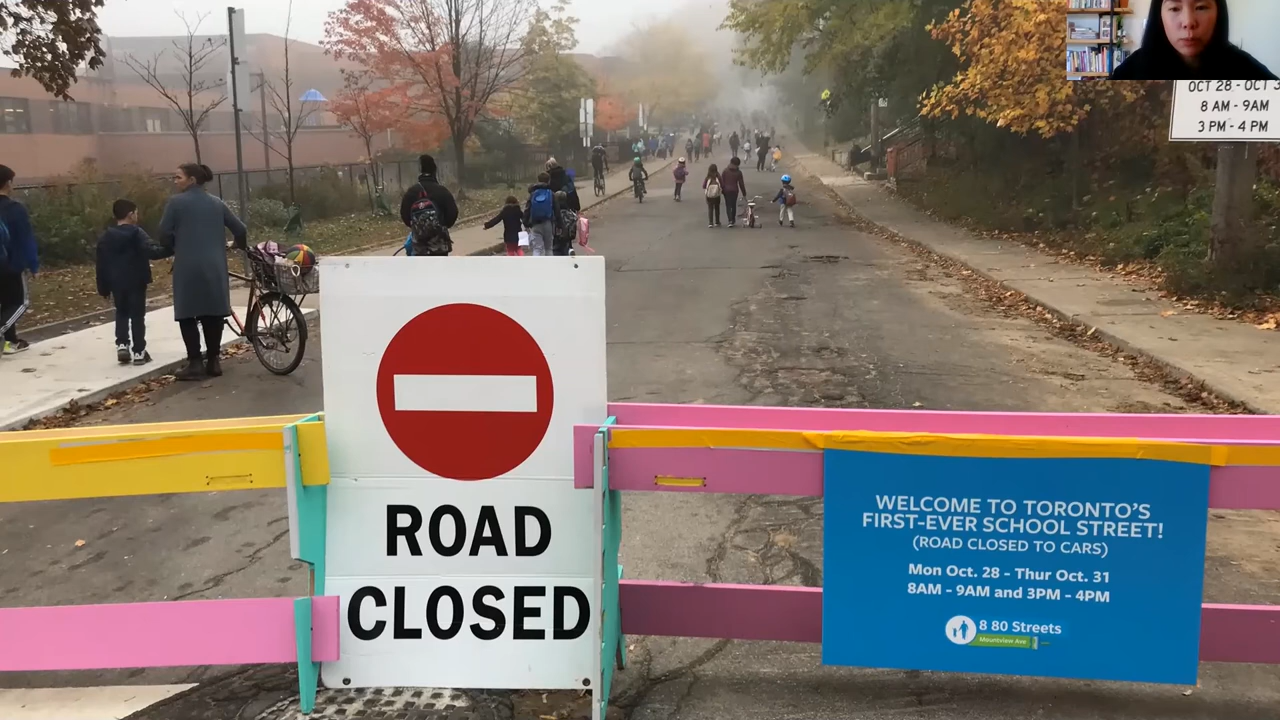 OCT 28 - OCT 3
8 AM - 9AM
3 PM - 4 PM
ROAD
CLOSED
WELCOME TO TORONTO'S
FIRST-EVER SCHOOL STREET!
(ROAD CLOSED TO CARS)
Mon Oct. 28 - Thur Oct. 31
8AM - 9AM and 3PM - 4PM
8 80 Streets
Mountview Ave